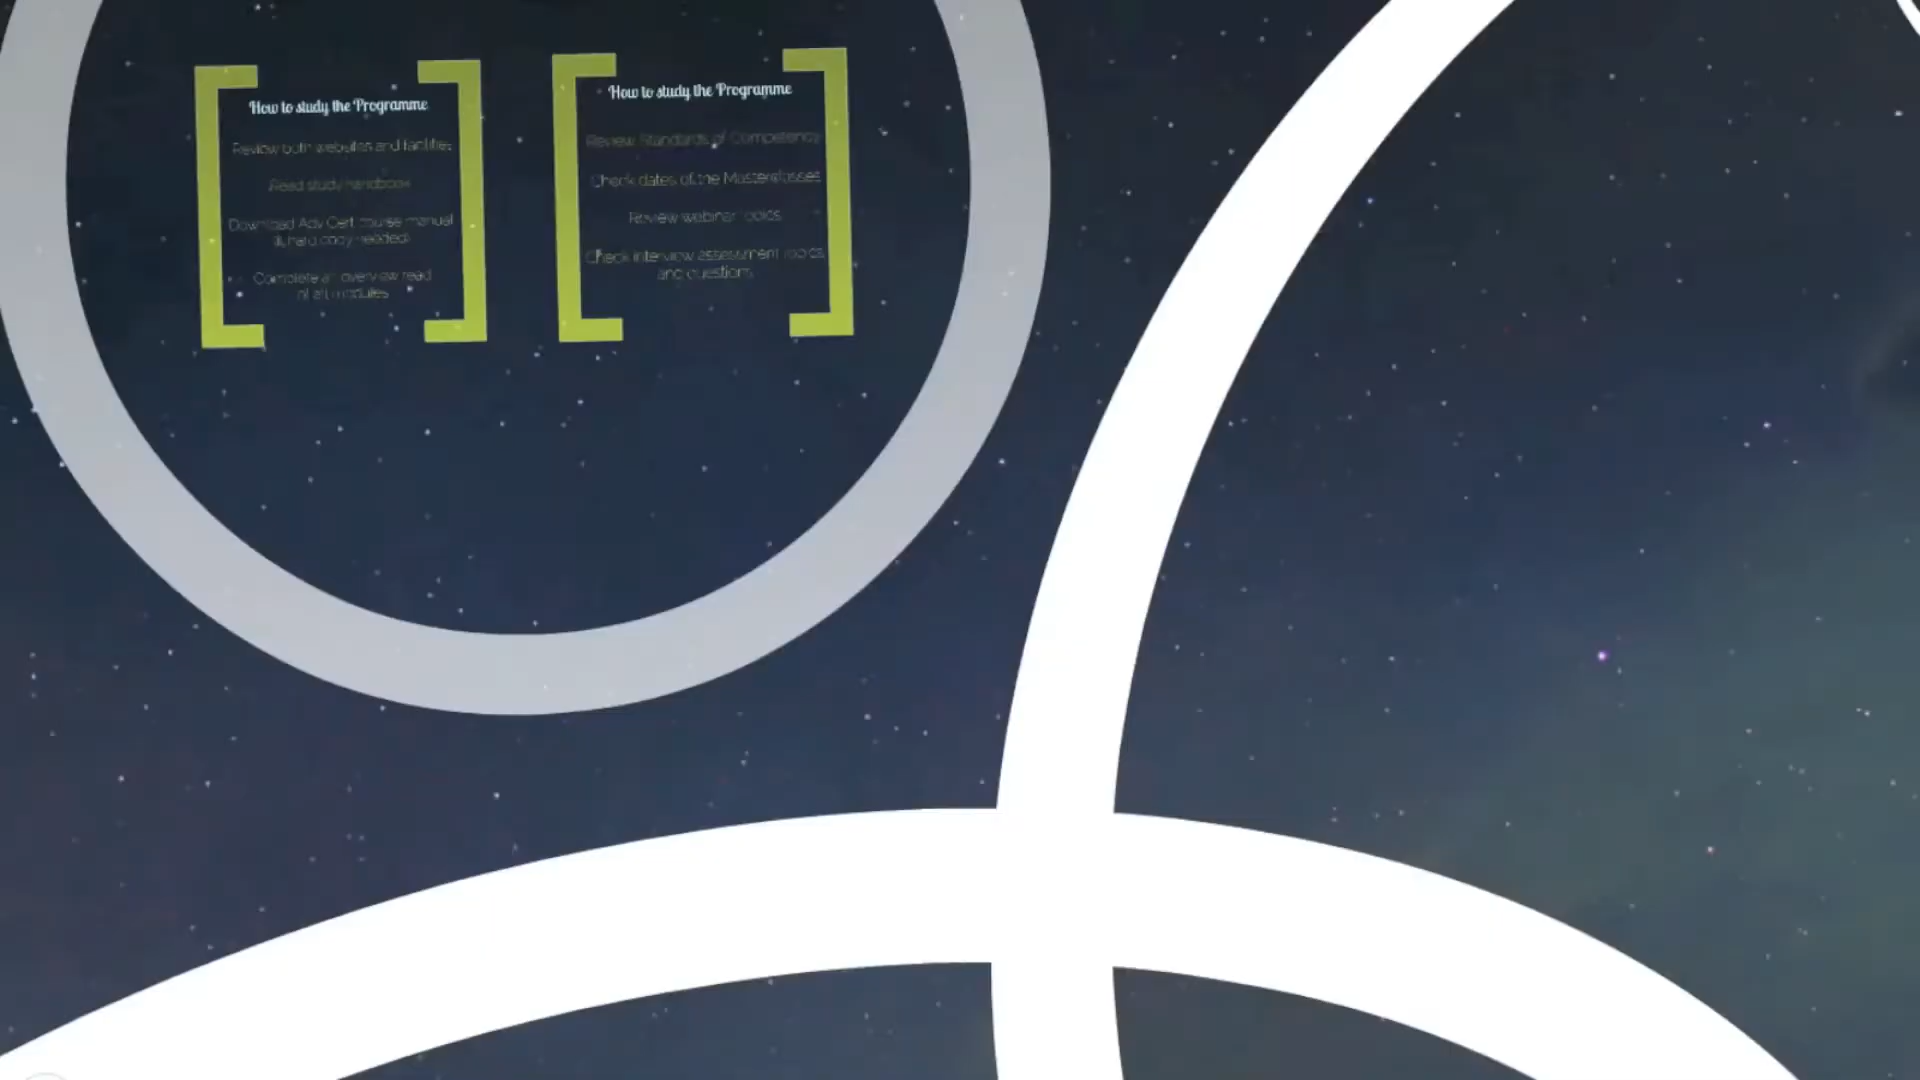 How to study the Programme
Review both websites and facilities
Read study handbook
Download Adv Cert course manual
(if hard copy needed)
Complete an overview read
of all modules
How to study the Programme
Review Standards of Competency
Check dates of the Masterclasses
Review webinar topics
Check interview assessment topics
and questions